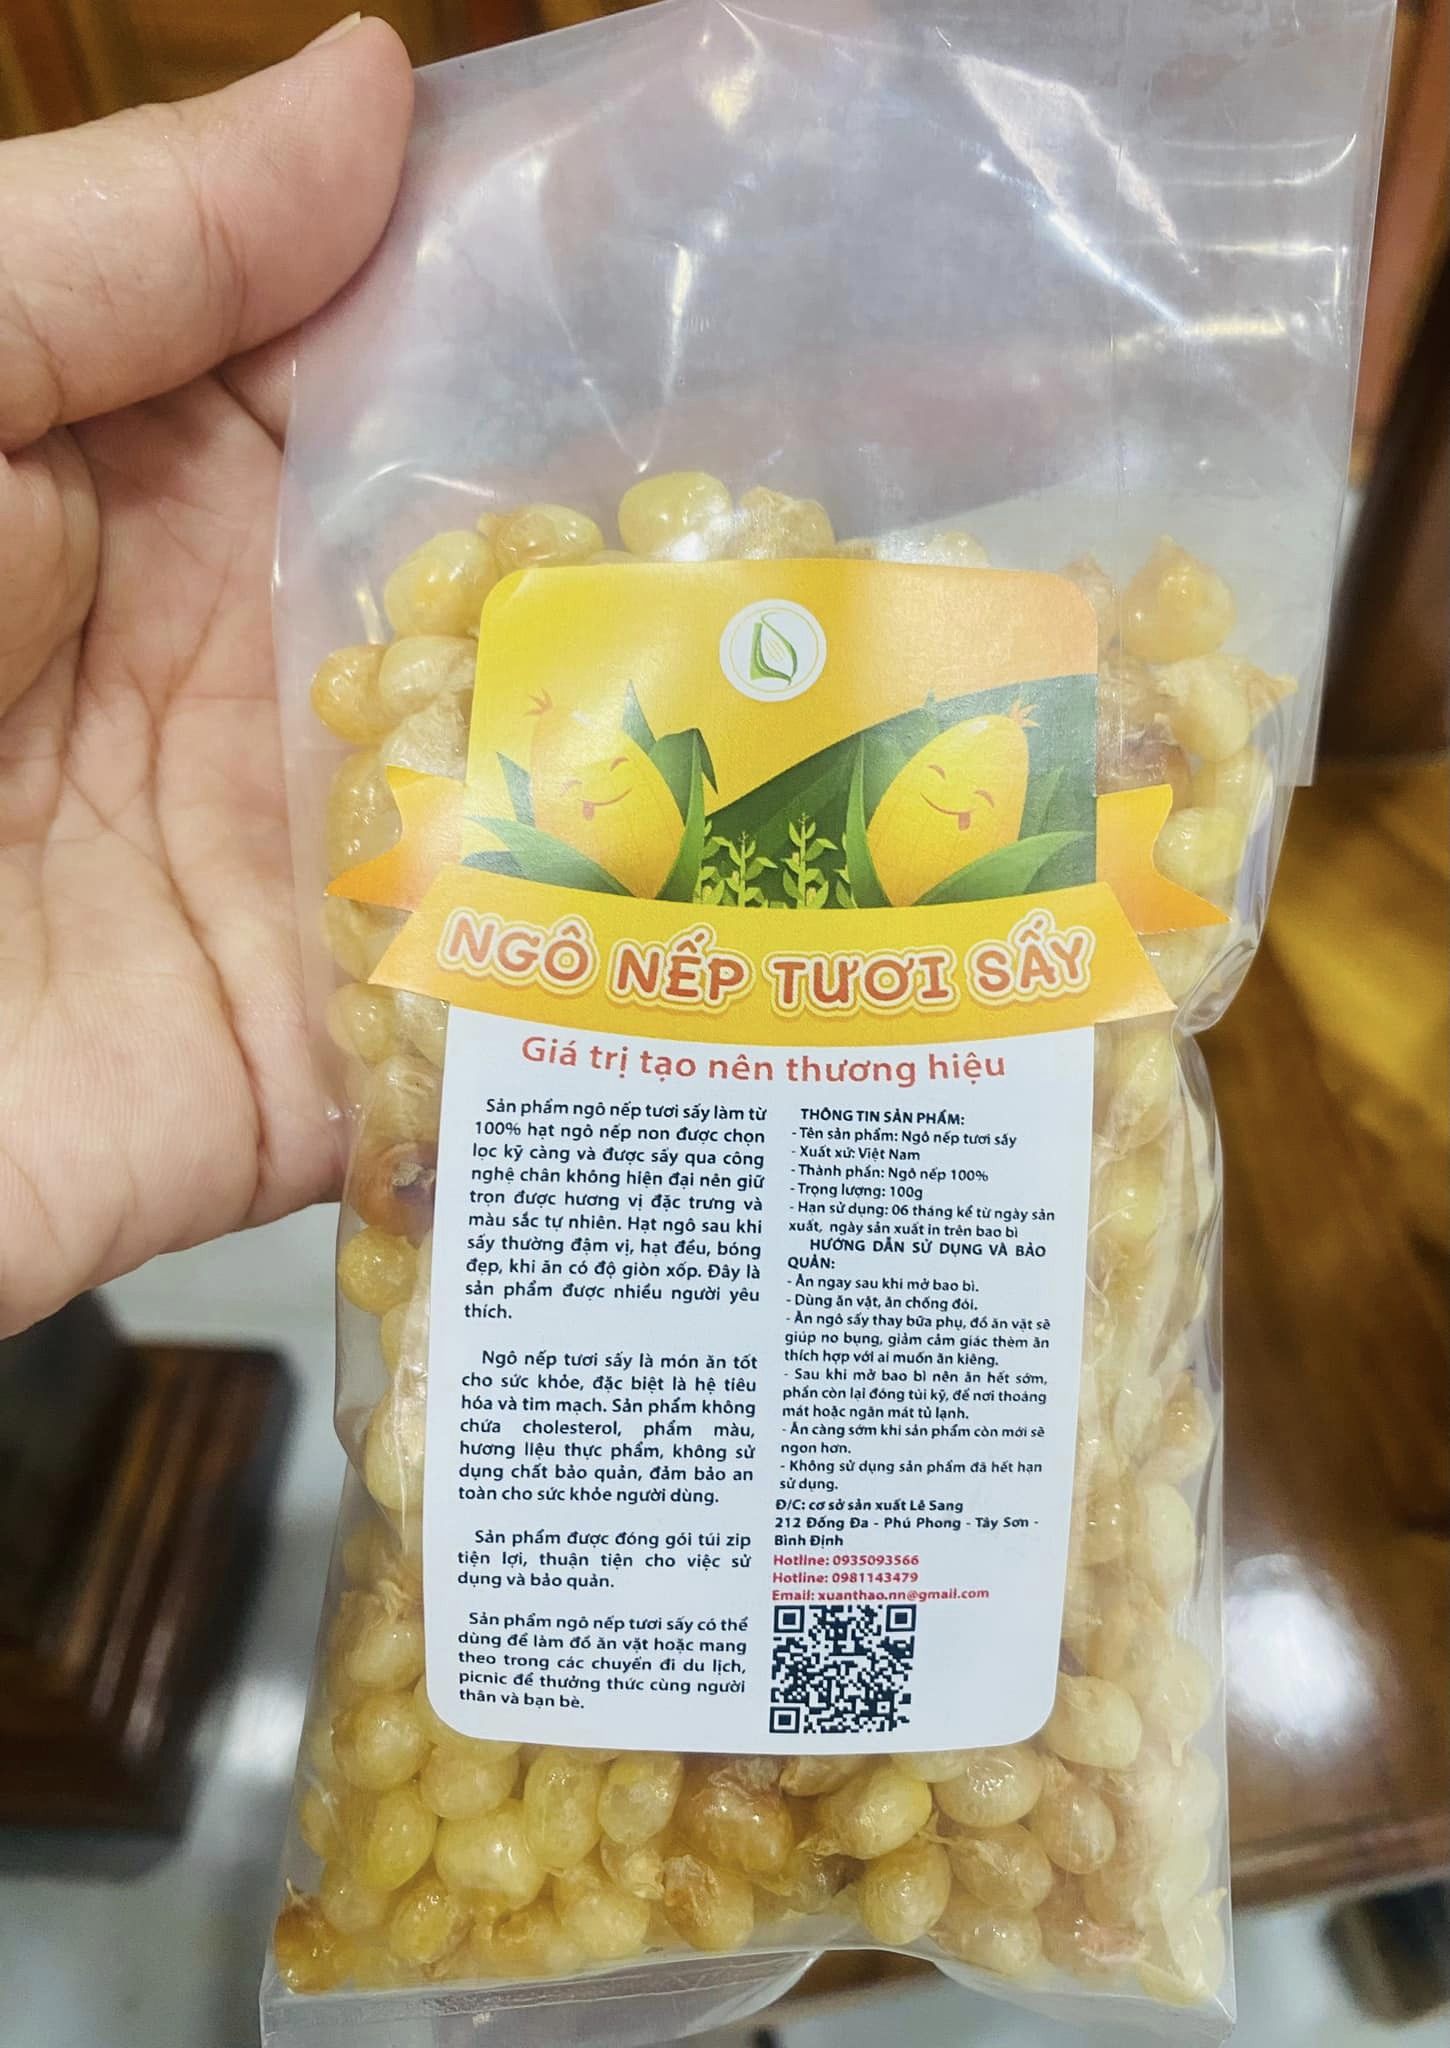 NGÔ NẾP TƯƠI SẤY
Giá trị tạo nên thương hiệu
Sản phẩm ngô nếp tươi sấy làm từ
100% hạt ngô nếp non được chọn
lọc kỹ càng và được sấy qua công
nghệ chân không hiện đại nên giữ
trọn được hương vị đặc trưng và
màu sắc tự nhiên. Hạt ngô sau khi
sấy thường đậm vị, hạt đều, bóng
đẹp, khi ăn có độ giòn xốp. Đây là
sản phẩm được nhiều người yêu
thích.
Ngô nếp tươi sấy là món ăn tốt
cho sức khỏe, đặc biệt là hệ tiêu
hóa và tim mạch. Sản phẩm không
chứa cholesterol, phẩm màu,
hương liệu thực phẩm, không sử
dụng chất bảo quản, đảm bảo an
toàn cho sức khỏe người dùng.
Sản phẩm được đóng gói túi zip
tiện lợi, thuận tiện cho việc sử
dụng và bảo quản.
Sản phẩm ngô nếp tươi sấy có thể
dùng để làm đồ ăn vặt hoặc mang
theo trong các chuyến đi du lịch,
picnic để thưởng thức cùng người
thân và bạn bè.
THÔNG TIN SẢN PHẨM:
- Tên sản phẩm: Ngô nếp tươi sấy
- Xuất xứ: Việt Nam
- Thành phần: Ngô nếp 100%
- Trọng lượng: 100g
- Hạn sử dụng: 06 tháng kể từ ngày sản
xuất, ngày sản xuất in trên bao bì
HƯỚNG DẪN SỬ DỤNG VÀ BẢO
QUẢN:
- Ăn ngay sau khi mở bao bì.
- Dùng ăn vặt, ăn chống đói.
- Ăn ngô sấy thay bữa phụ, đồ ăn vặt sẽ
giúp no bụng, giảm cảm giác thèm ăn
thích hợp với ai muốn ăn kiêng.
- Sau khi mở bao bì nên ăn hết sớm,
phần còn lại đóng túi kỹ, để nơi thoáng
mát hoặc ngăn mát tủ lạnh.
- Ăn càng sớm khi sản phẩm còn mới sẽ
ngon hơn.
- Không sử dụng sản phẩm đã hết hạn
sử dụng.
Đ/C: cơ sở sản xuất Lê Sang
212 Đống Đa - Phú Phong - Tây Sơn -
Bình Định
Hotline: 0935093566
Hotline: 0981143479
Email: xuanthao.nn@gmail.com